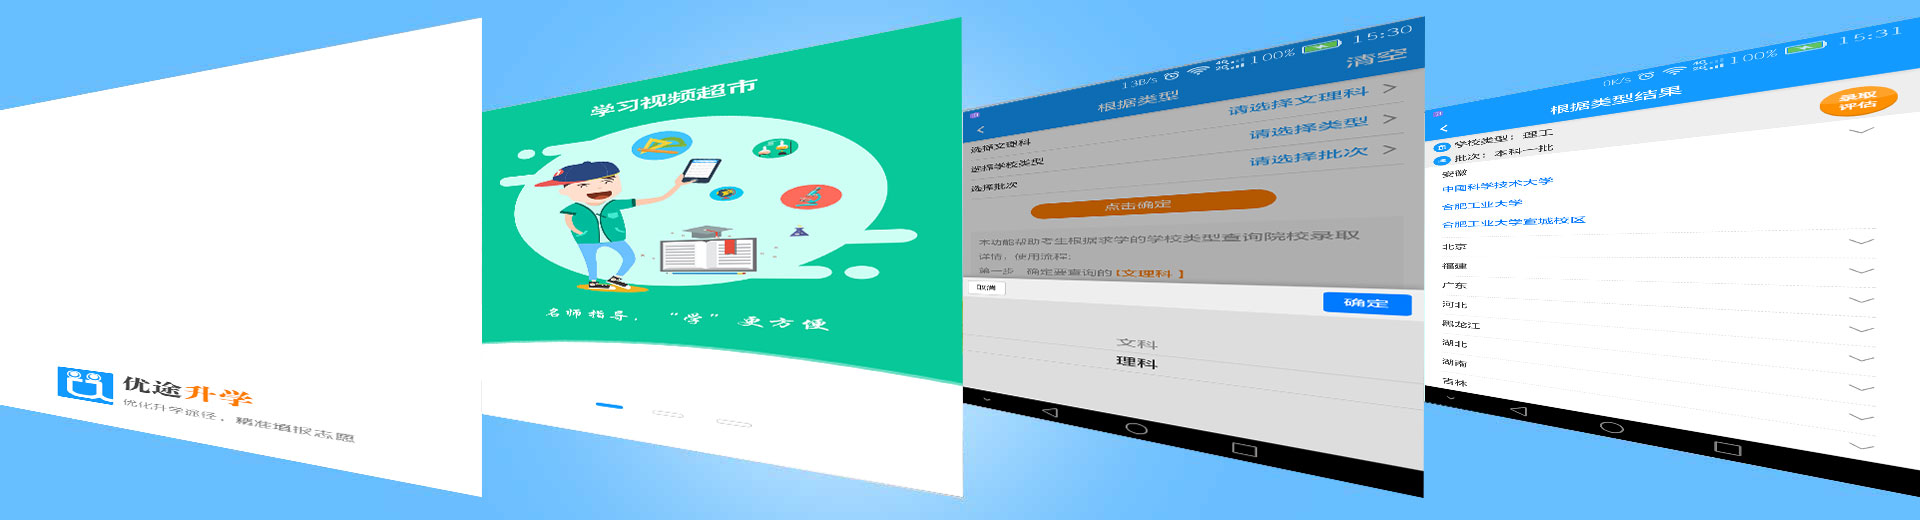 优途升学
优化升学途径，精准填报志愿
学习视频超市
名师指导，“学”更方便
13B/s 100% 15:30
根据类型 清空
选择文理科 请选择文理科
选择学校类型 请选择类型
选择批次 请选择批次
点击确定
本功能帮助考生根据求学的学校类型查询院校录取
详情，使用流程：
第一步 确定要查询的【文理科】
取消 确定
文科
理科
0K/s 100% 15:31
根据类型结果
录取
评估
学校类型：理工
批次：本科一批
安徽
中国科学技术大学
合肥工业大学
合肥工业大学宣城校区
北京
福建
广东
河北
黑龙江
湖北
湖南
吉林